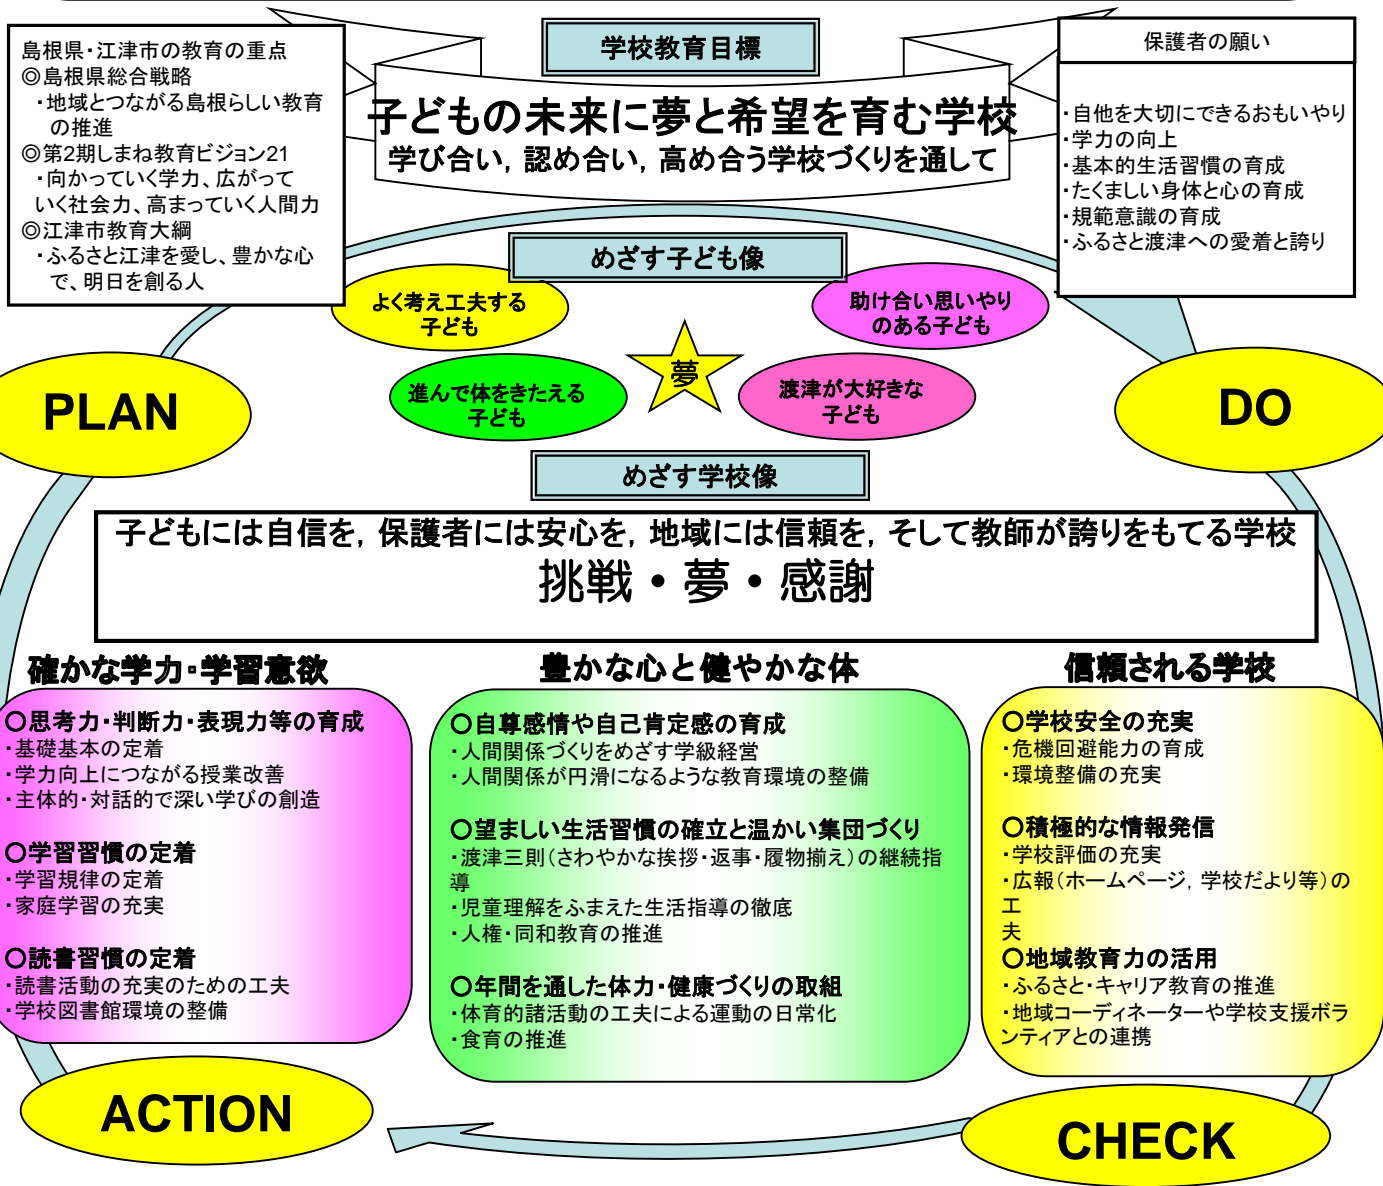 島根県・江津市の教育の重点
◎島根県総合戦略
・地域とつながる島根らしい教育
の推進
◎第2期しまね教育ビジョン21
・向かっていく学力、広がって
いく社会力、高まっていく人間力
◎江津市教育大綱
・ふるさと江津を愛し、豊かな心
で、明日を創る人
学校教育目標
子どもの未来に夢と希望を育む学校
学び合い，認め合い，高め合う学校づくりを通して
保護者の願い
・自他を大切にできるおもいやり
・学力の向上
・基本的生活習慣の育成
・たくましい身体と心の育成
・規範意識の育成
・ふるさと渡津への愛着と誇り
めざす子ども像
よく考え工夫する
子ども
助け合い思いやり
のある子ども
夢
進んで体をきたえる
子ども
渡津が大好きな
子ども
PLAN
DO
めざす学校像
子どもには自信を，保護者には安心を，地域には信頼を，そして教師が誇りをもてる学校
挑戦・夢・感謝
確かな学力・学習意欲
〇思考力・判断力・表現力等の育成
・基礎基本の定着
・学力向上につながる授業改善
・主体的・対話的で深い学びの創造
〇学習習慣の定着
・学習規律の定着
・家庭学習の充実
〇読書習慣の定着
・読書活動の充実のための工夫
・学校図書館環境の整備
豊かな心と健やかな体
〇自尊感情や自己肯定感の育成
・人間関係づくりをめざす学級経営
・人間関係が円滑になるような教育環境の整備
〇望ましい生活習慣の確立と温かい集団づくり
・渡津三則（さわやかな挨拶・返事・履物揃え）の継続指
導
・児童理解をふまえた生活指導の徹底
・人権・同和教育の推進
〇年間を通した体力・健康づくりの取組
・体育的諸活動の工夫による運動の日常化
・食育の推進
信頼される学校
〇学校安全の充実
・危機回避能力の育成
・環境整備の充実
〇積極的な情報発信
・学校評価の充実
・広報（ホームページ，学校だより等）の
工
夫
〇地域教育力の活用
・ふるさと・キャリア教育の推進
・地域コーディネーターや学校支援ボラ
ンティアとの連携
ACTION
CHECK